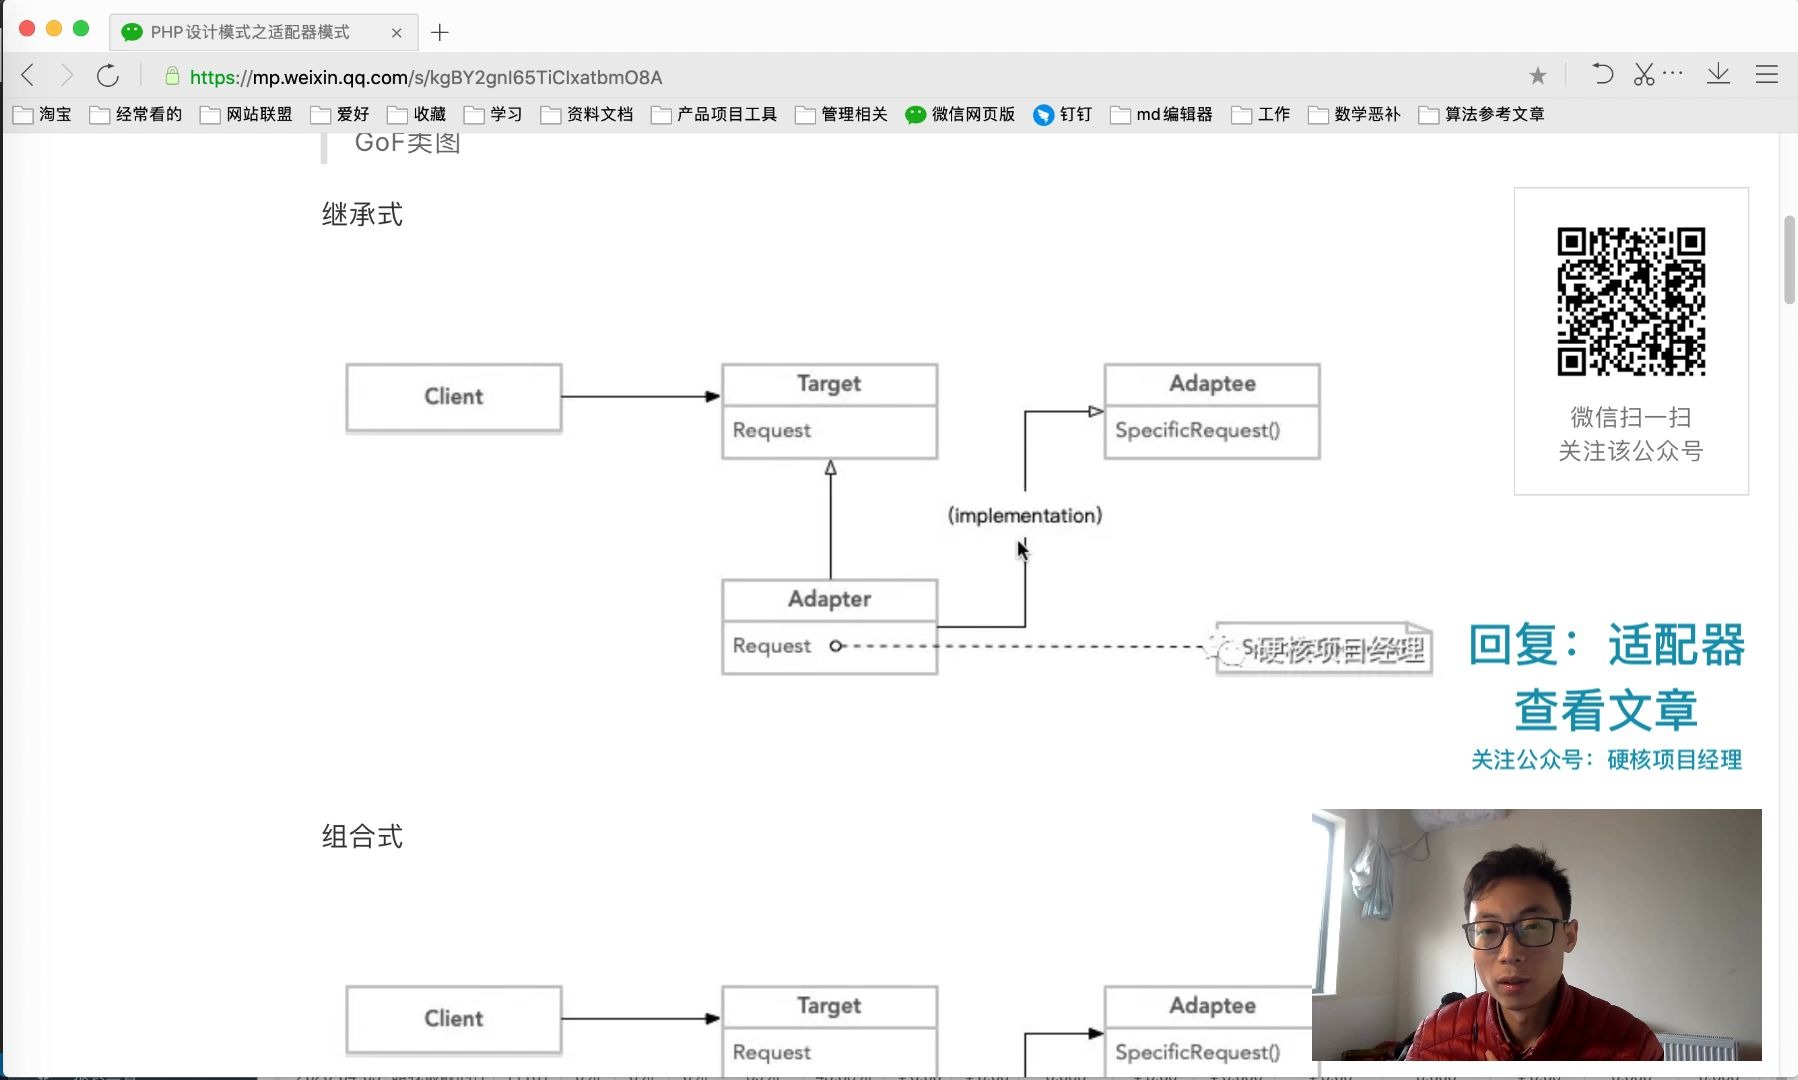 PHP设计模式之适配器模式
https://mp.weixin.qq.com/s/kgBY2gnl65TiClxatbmO8A
淘宝 经常看的 网站联盟 爱好 收藏 学习 资料文档 产品项目工具 管理相关 微信网页版 钉钉 md编辑器 工作 数学恶补 算法参考文章
GoF类图
继承式
Client
Target
Request
Adaptee
SpecificRequest()
(implementation)
Adapter
Request
硬核项目经理
微信扫一扫
关注该公众号
回复：适配器
查看文章
关注公众号：硬核项目经理
组合式
Client
Target
Request
Adaptee
SpecificRequest()